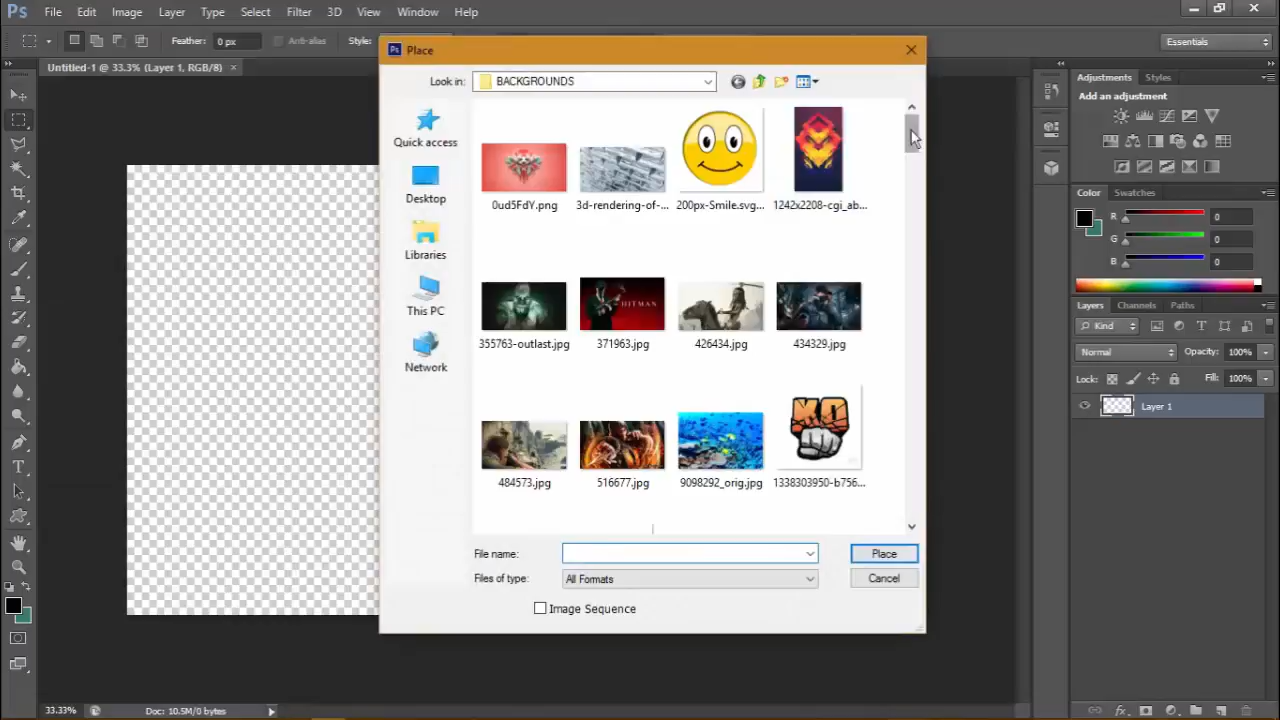 Ps File Edit Image Layer Type Select Filter 3D View Window Help
Feather: 0 px Anti-alias Style: Essentials
Untitled-1 @ 33.3% (Layer 1, RGB/8) ×
Ps Place
Look in: BACKGROUNDS
Quick access
Desktop
Libraries
This PC
Network
0ud5FdY.png 3d-rendering-of-... 200px-Smile.svg... 1242x2208-cgi_ab...
HITMAN
355763-outlast.jpg 371963.jpg 426434.jpg 434329.jpg
KO
484573.jpg 516677.jpg 9098292_orig.jpg 1338303950-b756...
File name: Place
Files of type: All Formats Cancel
Image Sequence
Adjustments Styles
Add an adjustment
Color Swatches
R 0
G 0
B 0
Layers Channels Paths
Kind
Normal Opacity: 100%
Lock: Fill: 100%
Layer 1
33.33% Doc: 10.5M/0 bytes